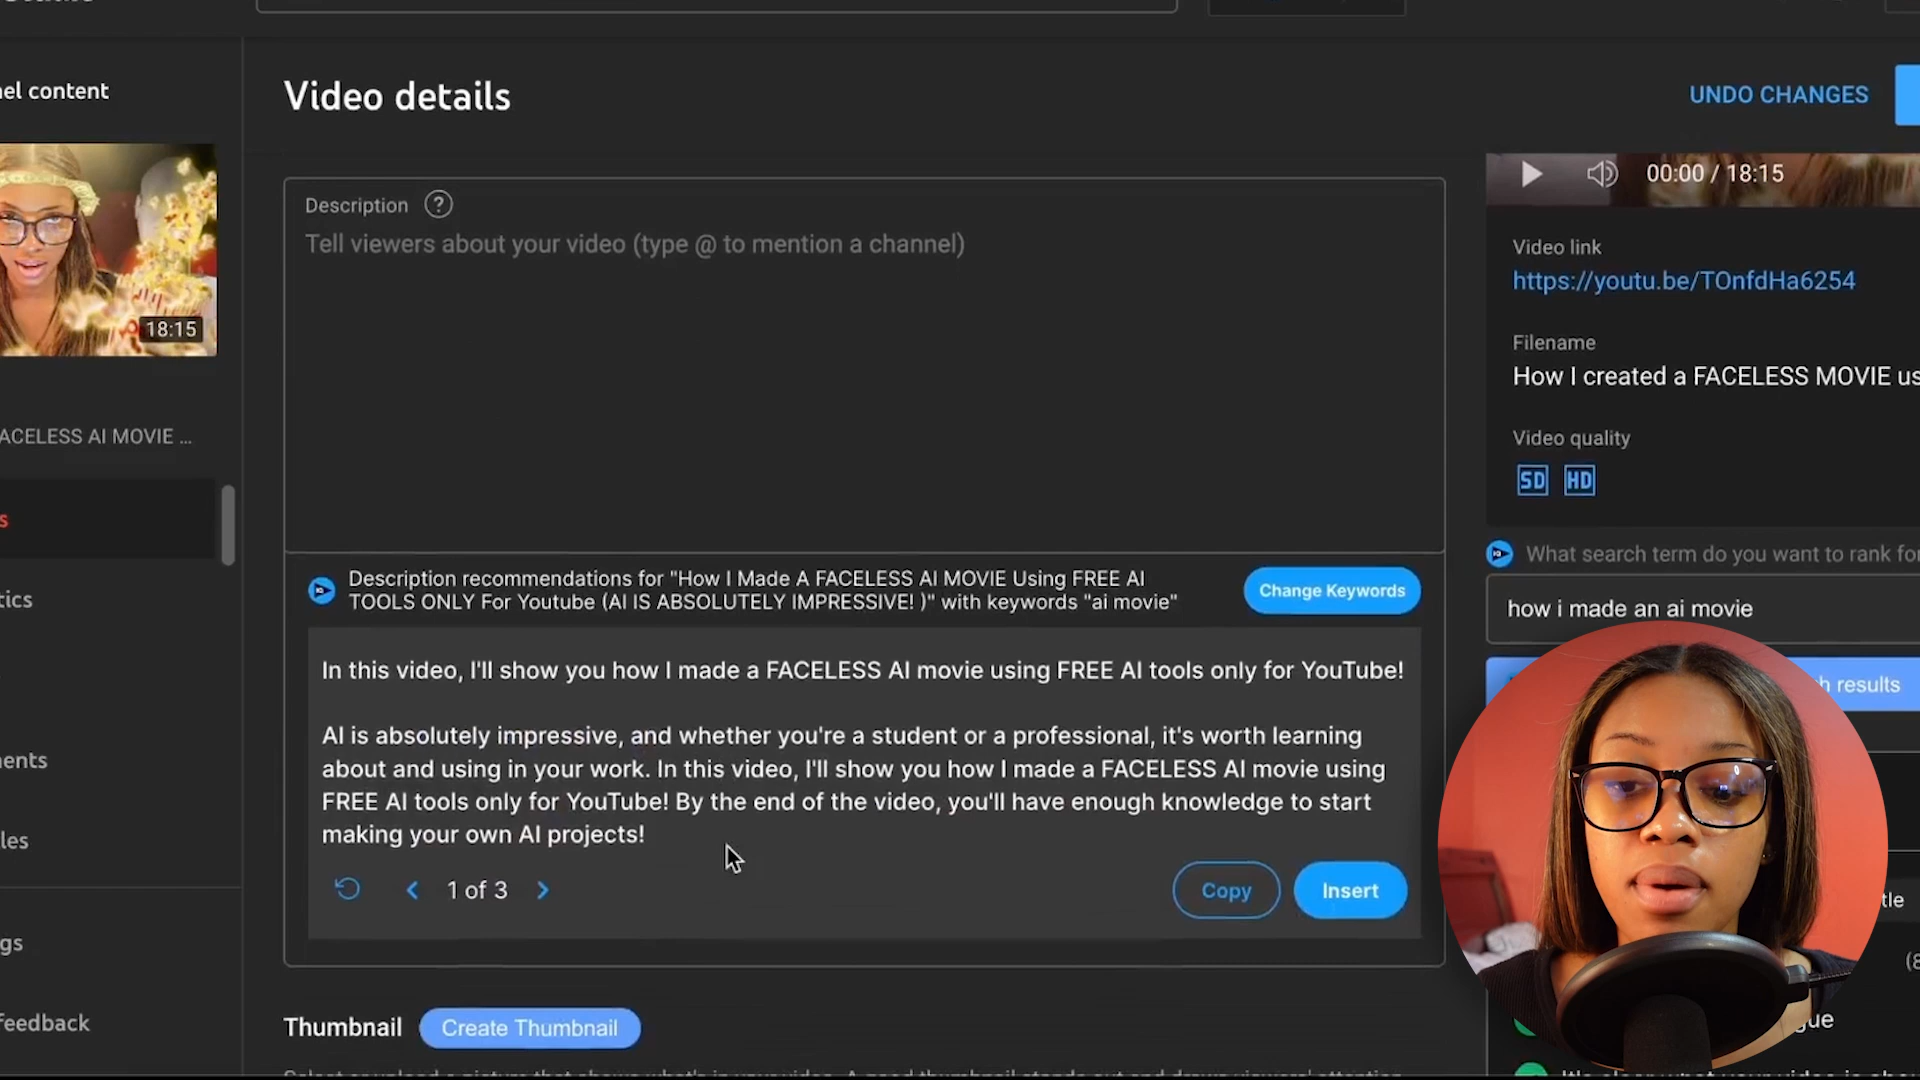 nel content
Video details
UNDO CHANGES
Description ?
Tell viewers about your video (type @ to mention a channel)
00:00 / 18:15
Video link
https://youtu.be/TOnfdHa6254
18:15
Filename
How I created a FACELESS MOVIE us
ACELESS AI MOVIE ...
Video quality
SD HD
s
tics
What search term do you want to rank for
how i made an ai movie
Description recommendations for "How I Made A FACELESS AI MOVIE Using FREE AI
TOOLS ONLY For Youtube (AI IS ABSOLUTELY IMPRESSIVE! )" with keywords "ai movie"
Change Keywords
In this video, I'll show you how I made a FACELESS AI movie using FREE AI tools only for YouTube!
h results
AI is absolutely impressive, and whether you're a student or a professional, it's worth learning
about and using in your work. In this video, I'll show you how I made a FACELESS AI movie using
FREE AI tools only for YouTube! By the end of the video, you'll have enough knowledge to start
making your own AI projects!
ents
les
1 of 3
Copy
Insert
tle
gs
(8
feedback
Thumbnail
Create Thumbnail
gue